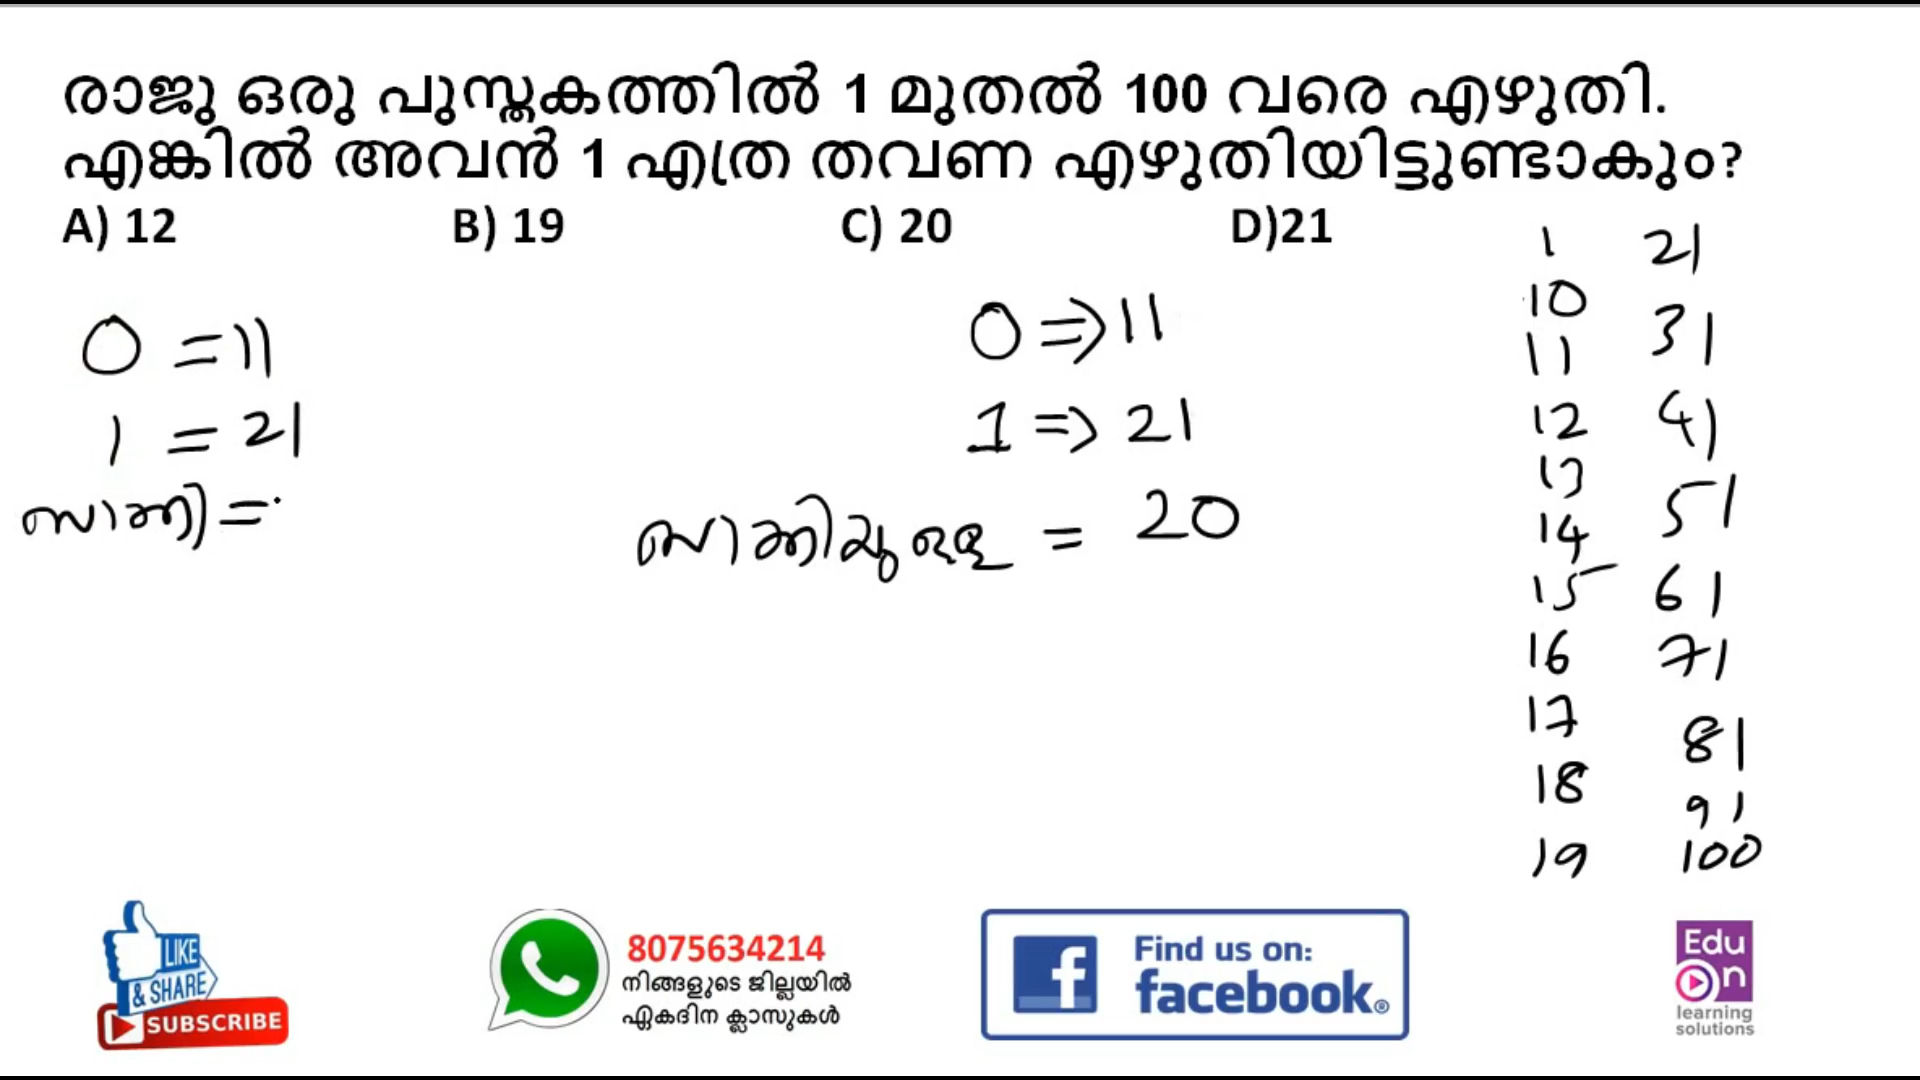 രാജു ഒരു പുസ്തകത്തിൽ 1 മുതൽ 100 വരെ എഴുതി.
എങ്കിൽ അവൻ 1 എത്ര തവണ എഴുതിയിട്ടുണ്ടാകും?
A) 12 B) 19 C) 20 D)21
0 = 11
1 = 21
ബാക്കി =
0 ⇒ 11
1 ⇒ 21
ബാക്കിയുള്ള = 20
1 21
10 31
11 41
12 51
13 61
14 71
15 81
16 91
17 100
18
19
LIKE
& SHARE
SUBSCRIBE
8075634214
നിങ്ങളുടെ ജില്ലയിൽ
ഏകദിന ക്ലാസുകൾ
Find us on:
facebook®
Edu
On
learning
solutions